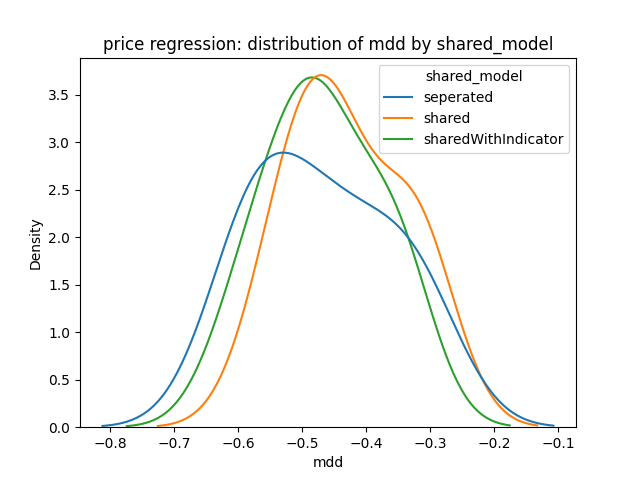 price regression: distribution of mdd by shared_model
shared_model
seperated
shared
sharedWithIndicator
Density
3.5
3.0
2.5
2.0
1.5
1.0
0.5
0.0
−0.8 −0.7 −0.6 −0.5 −0.4 −0.3 −0.2 −0.1
mdd